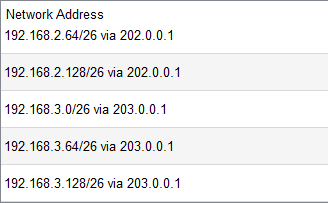 Network Address
192.168.2.64/26 via 202.0.0.1
192.168.2.128/26 via 202.0.0.1
192.168.3.0/26 via 203.0.0.1
192.168.3.64/26 via 203.0.0.1
192.168.3.128/26 via 203.0.0.1